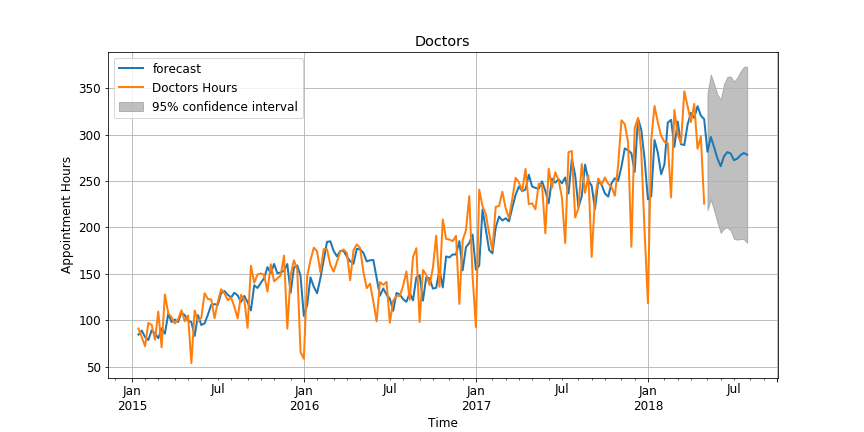 Doctors
forecast
Doctors Hours
95% confidence interval
Appointment Hours
350
300
250
200
150
100
50
Jan Jul Jan Jul Jan Jul Jan Jul
2015 2016 2017 2018
Time